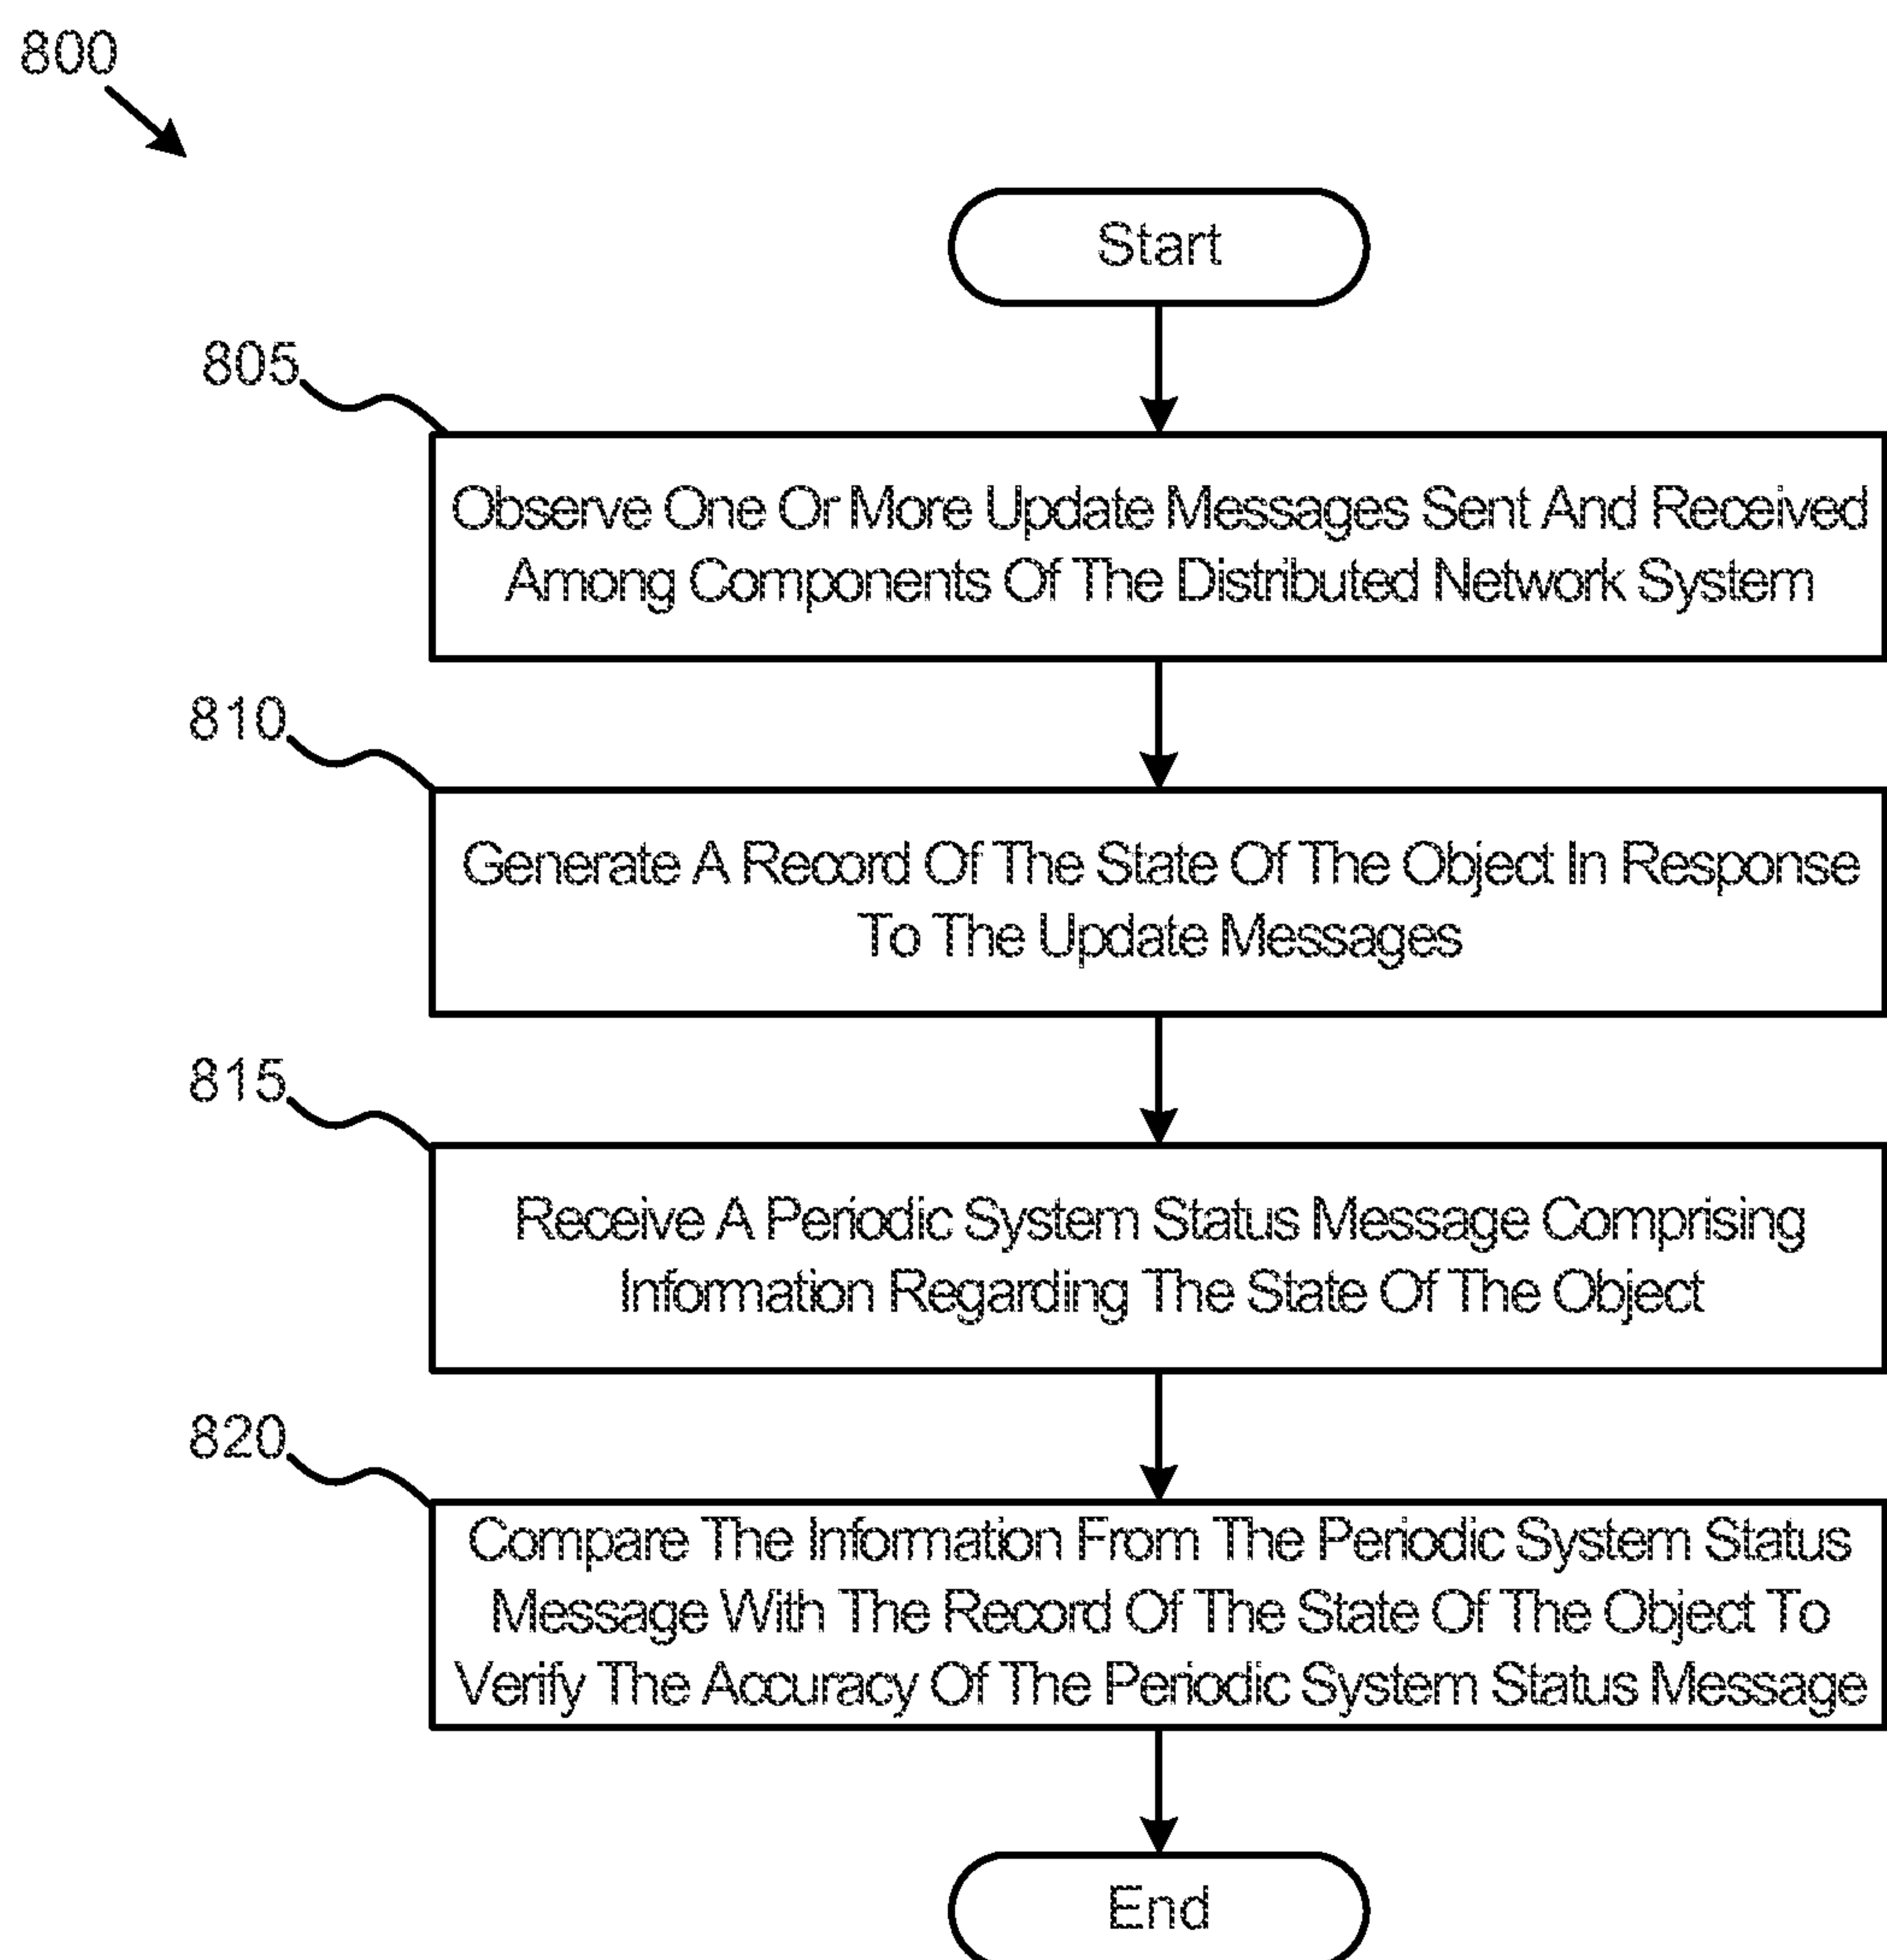 800
Start
805
Observe One Or More Update Messages Sent And Received
Among Components Of The Distributed Network System
810
Generate A Record Of The State Of The Object In Response
To The Update Messages
815
Receive A Periodic System Status Message Comprising
Information Regarding The State Of The Object
820
Compare The Information From The Periodic System Status
Message With The Record Of The State Of The Object To
Verify The Accuracy Of The Periodic System Status Message
End